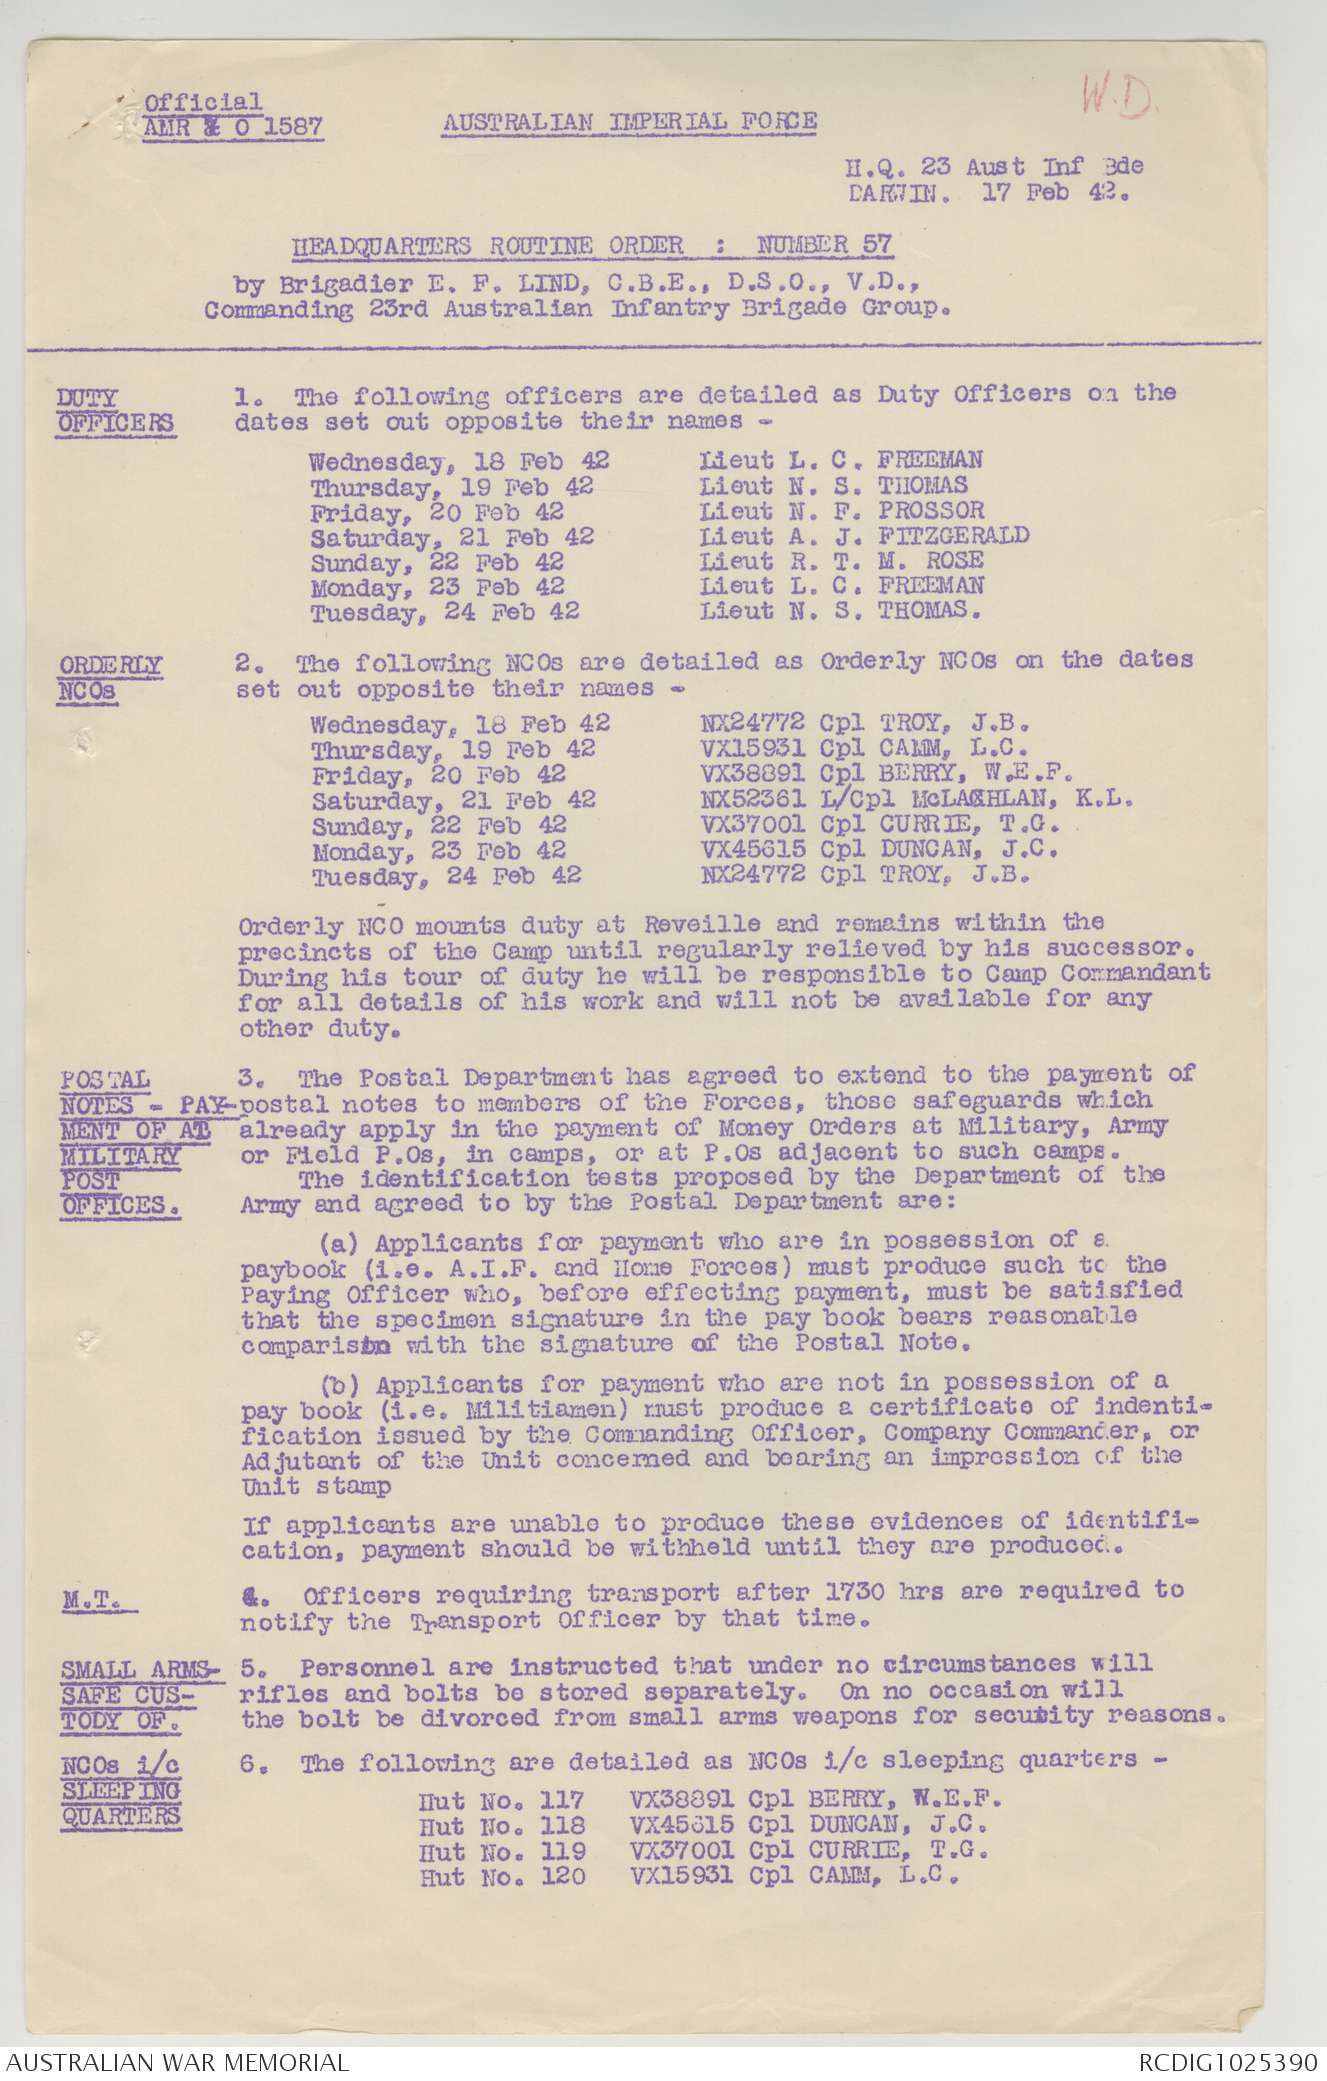 Official
AMR & O 1587
AUSTRALIAN IMPERIAL FORCE
W.D.
H.Q. 23 Aust Inf Bde
DARWIN. 17 Feb 42.
HEADQUARTERS ROUTINE ORDER : NUMBER 57
by Brigadier E. F. LIND, C.B.E., D.S.O., V.D.,
Commanding 23rd Australian Infantry Brigade Group.
DUTY
OFFICERS
1. The following officers are detailed as Duty Officers on the
dates set out opposite their names -
Wednesday, 18 Feb 42 Lieut L. C. FREEMAN
Thursday, 19 Feb 42 Lieut N. S. THOMAS
Friday, 20 Feb 42 Lieut N. F. PROSSOR
Saturday, 21 Feb 42 Lieut A. J. FITZGERALD
Sunday, 22 Feb 42 Lieut R. T. M. ROSE
Monday, 23 Feb 42 Lieut L. C. FREEMAN
Tuesday, 24 Feb 42 Lieut N. S. THOMAS.
ORDERLY
NCOs
2. The following NCOs are detailed as Orderly NCOs on the dates
set out opposite their names -
Wednesday, 18 Feb 42 NX24772 Cpl TROY, J.B.
Thursday, 19 Feb 42 VX15931 Cpl CAMM, L.C.
Friday, 20 Feb 42 VX38891 Cpl BERRY, W.E.F.
Saturday, 21 Feb 42 NX52361 L/Cpl McLACHLAN, K.L.
Sunday, 22 Feb 42 VX37001 Cpl CURRIE, T.G.
Monday, 23 Feb 42 VX45615 Cpl DUNCAN, J.C.
Tuesday, 24 Feb 42 NX24772 Cpl TROY, J.B.
Orderly NCO mounts duty at Reveille and remains within the
precincts of the Camp until regularly relieved by his successor.
During his tour of duty he will be responsible to Camp Commandant
for all details of his work and will not be available for any
other duty.
POSTAL
NOTES - PAY-
MENT OF AT
MILITARY
POST
OFFICES.
3. The Postal Department has agreed to extend to the payment of
postal notes to members of the Forces, those safeguards which
already apply in the payment of Money Orders at Military, Army
or Field P.Os, in camps, or at P.Os adjacent to such camps.
The identification tests proposed by the Department of the
Army and agreed to by the Postal Department are:
(a) Applicants for payment who are in possession of a
paybook (i.e. A.I.F. and Home Forces) must produce such to the
Paying Officer who, before effecting payment, must be satisfied
that the specimen signature in the pay book bears reasonable
comparison with the signature of the Postal Note.
(b) Applicants for payment who are not in possession of a
pay book (i.e. Militiamen) must produce a certificate of indenti-
fication issued by the Commanding Officer, Company Commander, or
Adjutant of the Unit concerned and bearing an impression of the
Unit stamp
If applicants are unable to produce these evidences of identifi-
cation, payment should be withheld until they are produced.
M.T.
4. Officers requiring transport after 1730 hrs are required to
notify the Transport Officer by that time.
SMALL ARMS-
SAFE CUS-
TODY OF.
5. Personnel are instructed that under no circumstances will
rifles and bolts be stored separately. On no occasion will
the bolt be divorced from small arms weapons for security reasons.
NCOs i/c
SLEEPING
QUARTERS
6. The following are detailed as NCOs i/c sleeping quarters -
Hut No. 117 VX38891 Cpl BERRY, W.E.F.
Hut No. 118 VX45615 Cpl DUNCAN, J.C.
Hut No. 119 VX37001 Cpl CURRIE, T.G.
Hut No. 120 VX15931 Cpl CAMM, L.C.
AUSTRALIAN WAR MEMORIAL
RCDIG1025390